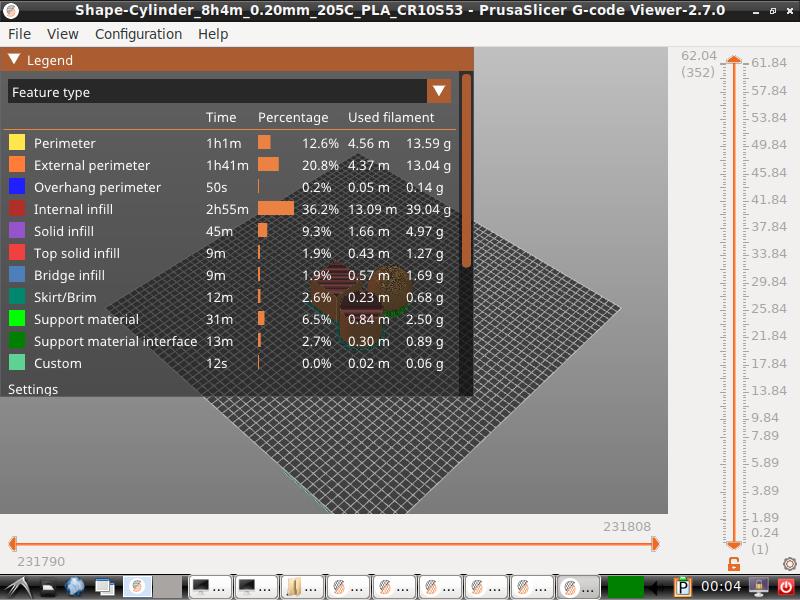 Shape-Cylinder_8h4m_0.20mm_205C_PLA_CR10S53 - PrusaSlicer G-code Viewer-2.7.0
File View Configuration Help
Legend
Feature type
Time Percentage Used filament
Perimeter 1h1m 12.6% 4.56 m 13.59 g
External perimeter 1h41m 20.8% 4.37 m 13.04 g
Overhang perimeter 50s 0.2% 0.05 m 0.14 g
Internal infill 2h55m 36.2% 13.09 m 39.04 g
Solid infill 45m 9.3% 1.66 m 4.97 g
Top solid infill 9m 1.9% 0.43 m 1.27 g
Bridge infill 9m 1.9% 0.57 m 1.69 g
Skirt/Brim 12m 2.6% 0.23 m 0.68 g
Support material 31m 6.5% 0.84 m 2.50 g
Support material interface 13m 2.7% 0.30 m 0.89 g
Custom 12s 0.0% 0.02 m 0.06 g
Settings
62.04
(352)
61.84
57.84
53.84
49.84
45.84
41.84
37.84
33.84
29.84
25.84
21.84
17.84
13.84
9.84
7.89
5.89
3.89
1.89
0.24
(1)
231808
231790
... ... ... ... ... ... ... ... ... 00:04